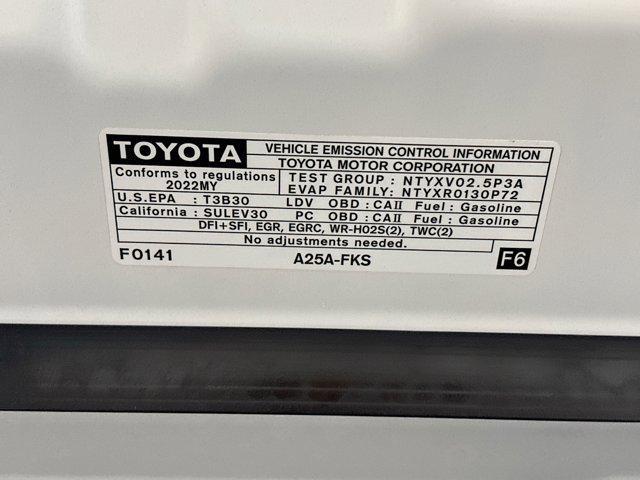 TOYOTA VEHICLE EMISSION CONTROL INFORMATION
TOYOTA MOTOR CORPORATION
Conforms to regulations TEST GROUP : NTYXV02.5P3A
2022MY EVAP FAMILY: NTYXR0130P72
U.S.EPA : T3B30 LDV OBD : CAII Fuel : Gasoline
California : SULEV30 PC OBD : CAII Fuel : Gasoline
DFI+SFI, EGR, EGRC, WR-HO2S(2), TWC(2)
No adjustments needed.
F0141 A25A-FKS F6